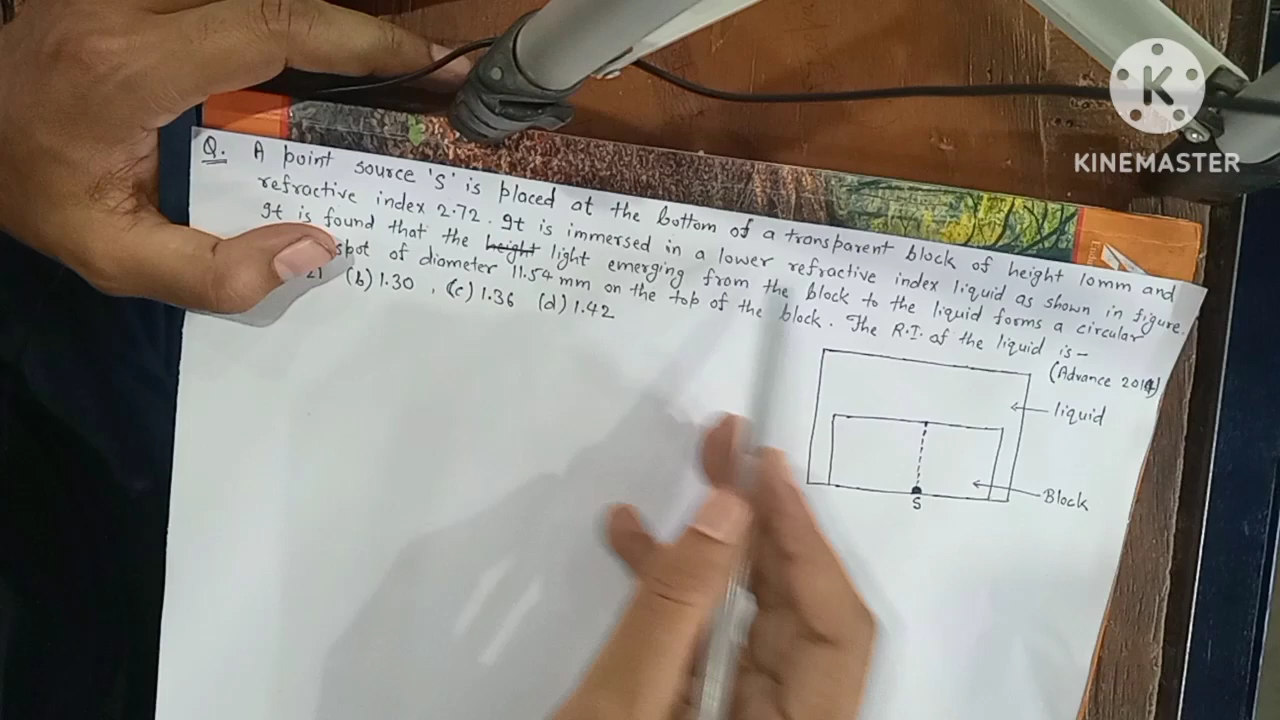 Q. A point source 'S' is placed at the bottom of a transparent block of height 10mm and
refractive index 2.72. It is immersed in a lower refractive index liquid as shown in figure.
It is found that the height light emerging from the block to the liquid forms a circular
spot of diameter 11.54 mm on the top of the block. The R.I. of the liquid is -
21 (b) 1.30 , (c) 1.36 (d) 1.42
(Advance 2014)
liquid
Block
S
K
KINEMASTER